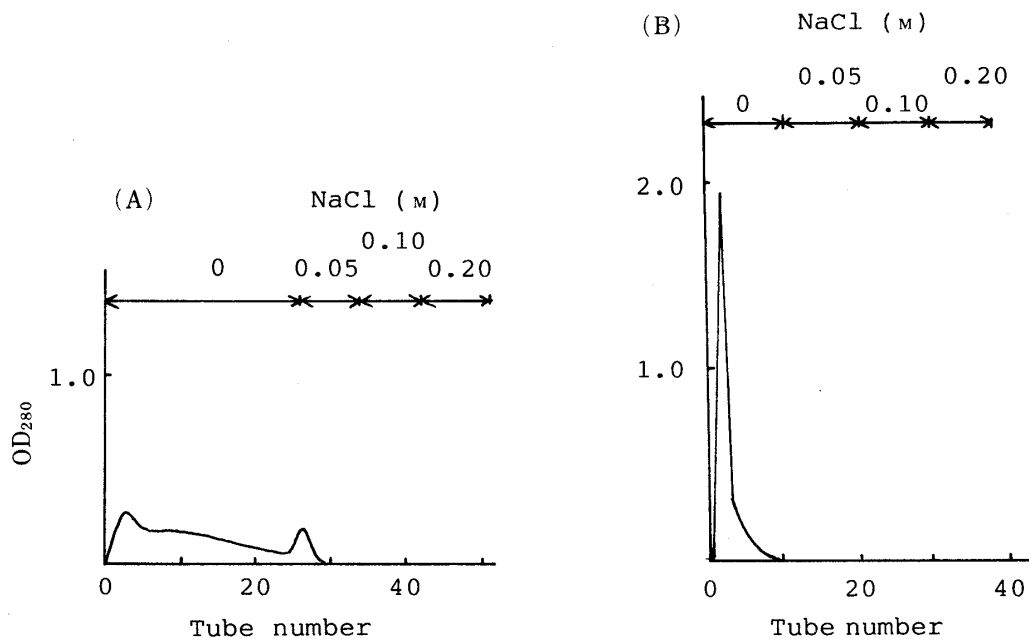 (A)
NaCl (M)
0.10
0 0.05 0.20
1.0
OD280
0 20 40
Tube number
(B)
NaCl (M)
0.05 0.20
0 0.10
2.0
1.0
0 20 40
Tube number